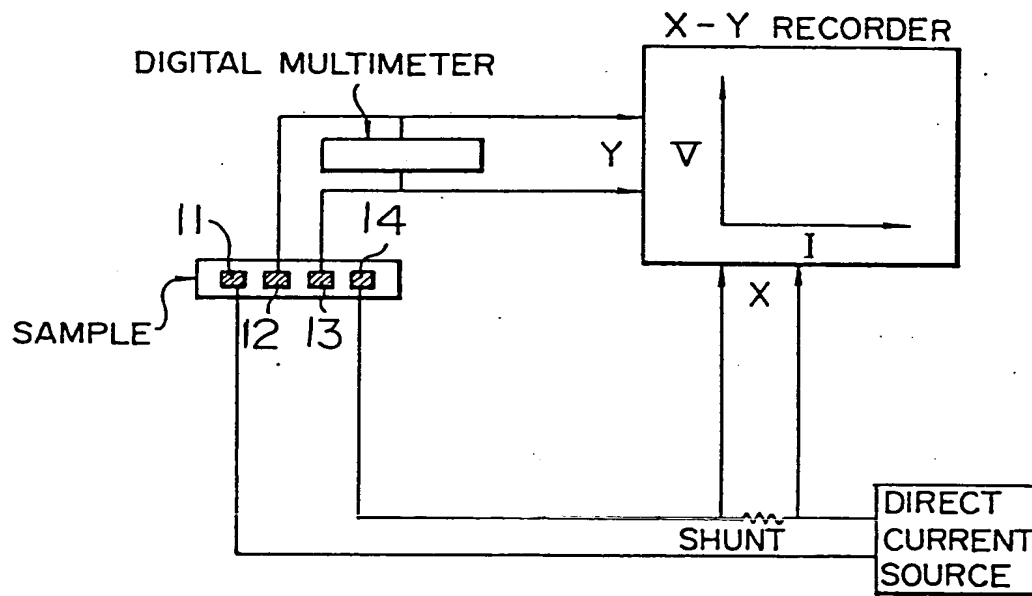 X-Y RECORDER
DIGITAL MULTIMETER
Y
V
I
11
14
X
12
13
SAMPLE
SHUNT
DIRECT
CURRENT
SOURCE